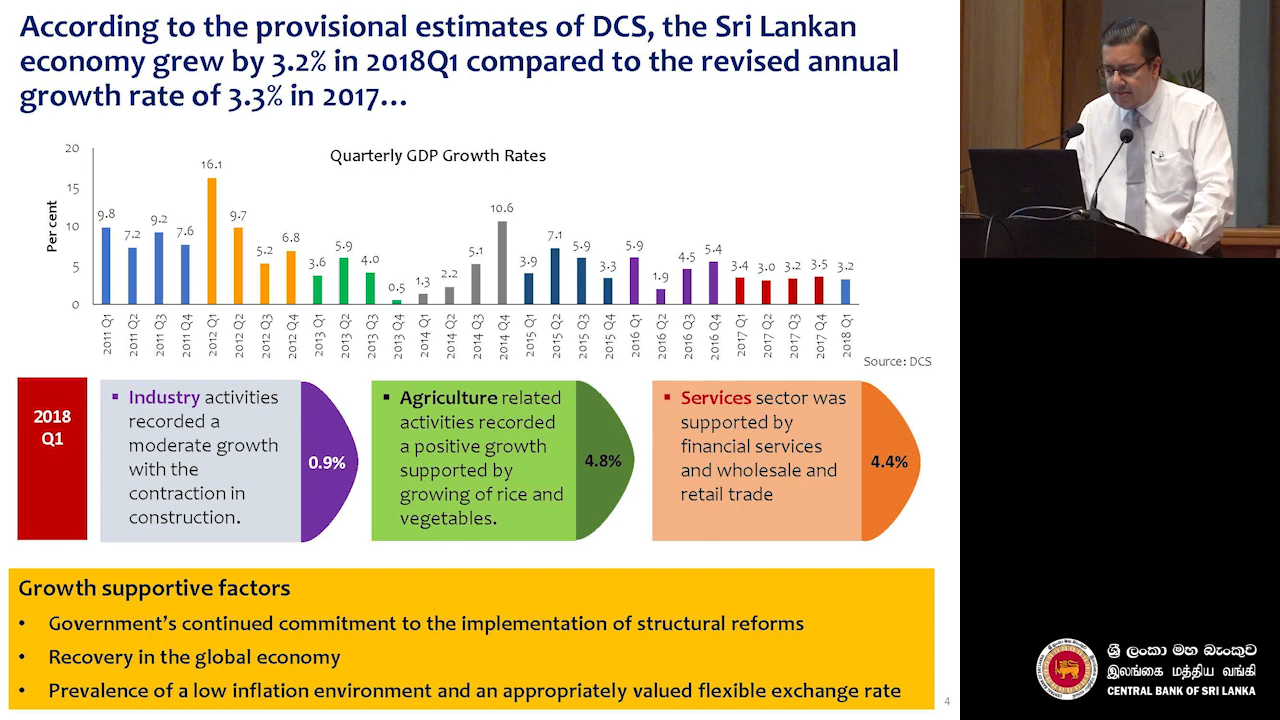 According to the provisional estimates of DCS, the Sri Lankan
economy grew by 3.2% in 2018Q1 compared to the revised annual
growth rate of 3.3% in 2017…
Quarterly GDP Growth Rates
Per cent
20
15
10
5
0
9.8
7.2
9.2
7.6
16.1
9.7
5.2
6.8
3.6
5.9
4.0
0.5
1.3
2.2
5.1
10.6
3.9
7.1
5.9
3.3
5.9
1.9
4.5
5.4
3.4
3.0
3.2
3.5
3.2
2011 Q1
2011 Q2
2011 Q3
2011 Q4
2012 Q1
2012 Q2
2012 Q3
2012 Q4
2013 Q1
2013 Q2
2013 Q3
2013 Q4
2014 Q1
2014 Q2
2014 Q3
2014 Q4
2015 Q1
2015 Q2
2015 Q3
2015 Q4
2016 Q1
2016 Q2
2016 Q3
2016 Q4
2017 Q1
2017 Q2
2017 Q3
2017 Q4
2018 Q1
Source: DCS
2018
Q1
▪ Industry activities
recorded a
moderate growth
with the
contraction in
construction.
0.9%
▪ Agriculture related
activities recorded
a positive growth
supported by
growing of rice and
vegetables.
4.8%
▪ Services sector was
supported by
financial services
and wholesale and
retail trade
4.4%
Growth supportive factors
• Government’s continued commitment to the implementation of structural reforms
• Recovery in the global economy
• Prevalence of a low inflation environment and an appropriately valued flexible exchange rate
4
ශ්‍රී ලංකා මහ බැංකුව
இலங்கை மத்திய வங்கி
CENTRAL BANK OF SRI LANKA